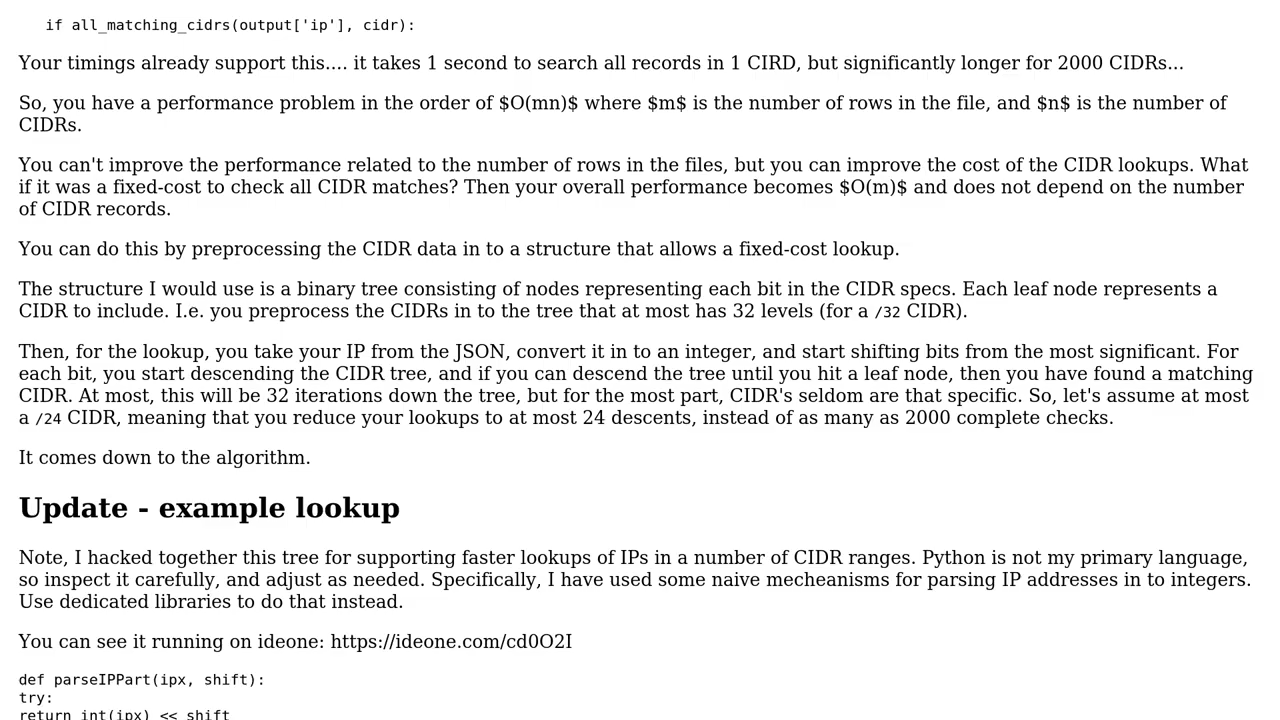 if all_matching_cidrs(output['ip'], cidr):
Your timings already support this.... it takes 1 second to search all records in 1 CIRD, but significantly longer for 2000 CIDRs...
So, you have a performance problem in the order of $O(mn)$ where $m$ is the number of rows in the file, and $n$ is the number of
CIDRs.
You can't improve the performance related to the number of rows in the files, but you can improve the cost of the CIDR lookups. What
if it was a fixed-cost to check all CIDR matches? Then your overall performance becomes $O(m)$ and does not depend on the number
of CIDR records.
You can do this by preprocessing the CIDR data in to a structure that allows a fixed-cost lookup.
The structure I would use is a binary tree consisting of nodes representing each bit in the CIDR specs. Each leaf node represents a
CIDR to include. I.e. you preprocess the CIDRs in to the tree that at most has 32 levels (for a /32 CIDR).
Then, for the lookup, you take your IP from the JSON, convert it in to an integer, and start shifting bits from the most significant. For
each bit, you start descending the CIDR tree, and if you can descend the tree until you hit a leaf node, then you have found a matching
CIDR. At most, this will be 32 iterations down the tree, but for the most part, CIDR's seldom are that specific. So, let's assume at most
a /24 CIDR, meaning that you reduce your lookups to at most 24 descents, instead of as many as 2000 complete checks.
It comes down to the algorithm.
Update - example lookup
Note, I hacked together this tree for supporting faster lookups of IPs in a number of CIDR ranges. Python is not my primary language,
so inspect it carefully, and adjust as needed. Specifically, I have used some naive mecheanisms for parsing IP addresses in to integers.
Use dedicated libraries to do that instead.
You can see it running on ideone: https://ideone.com/cd0O2I
def parseIPPart(ipx, shift):
try:
return int(ipx) << shift